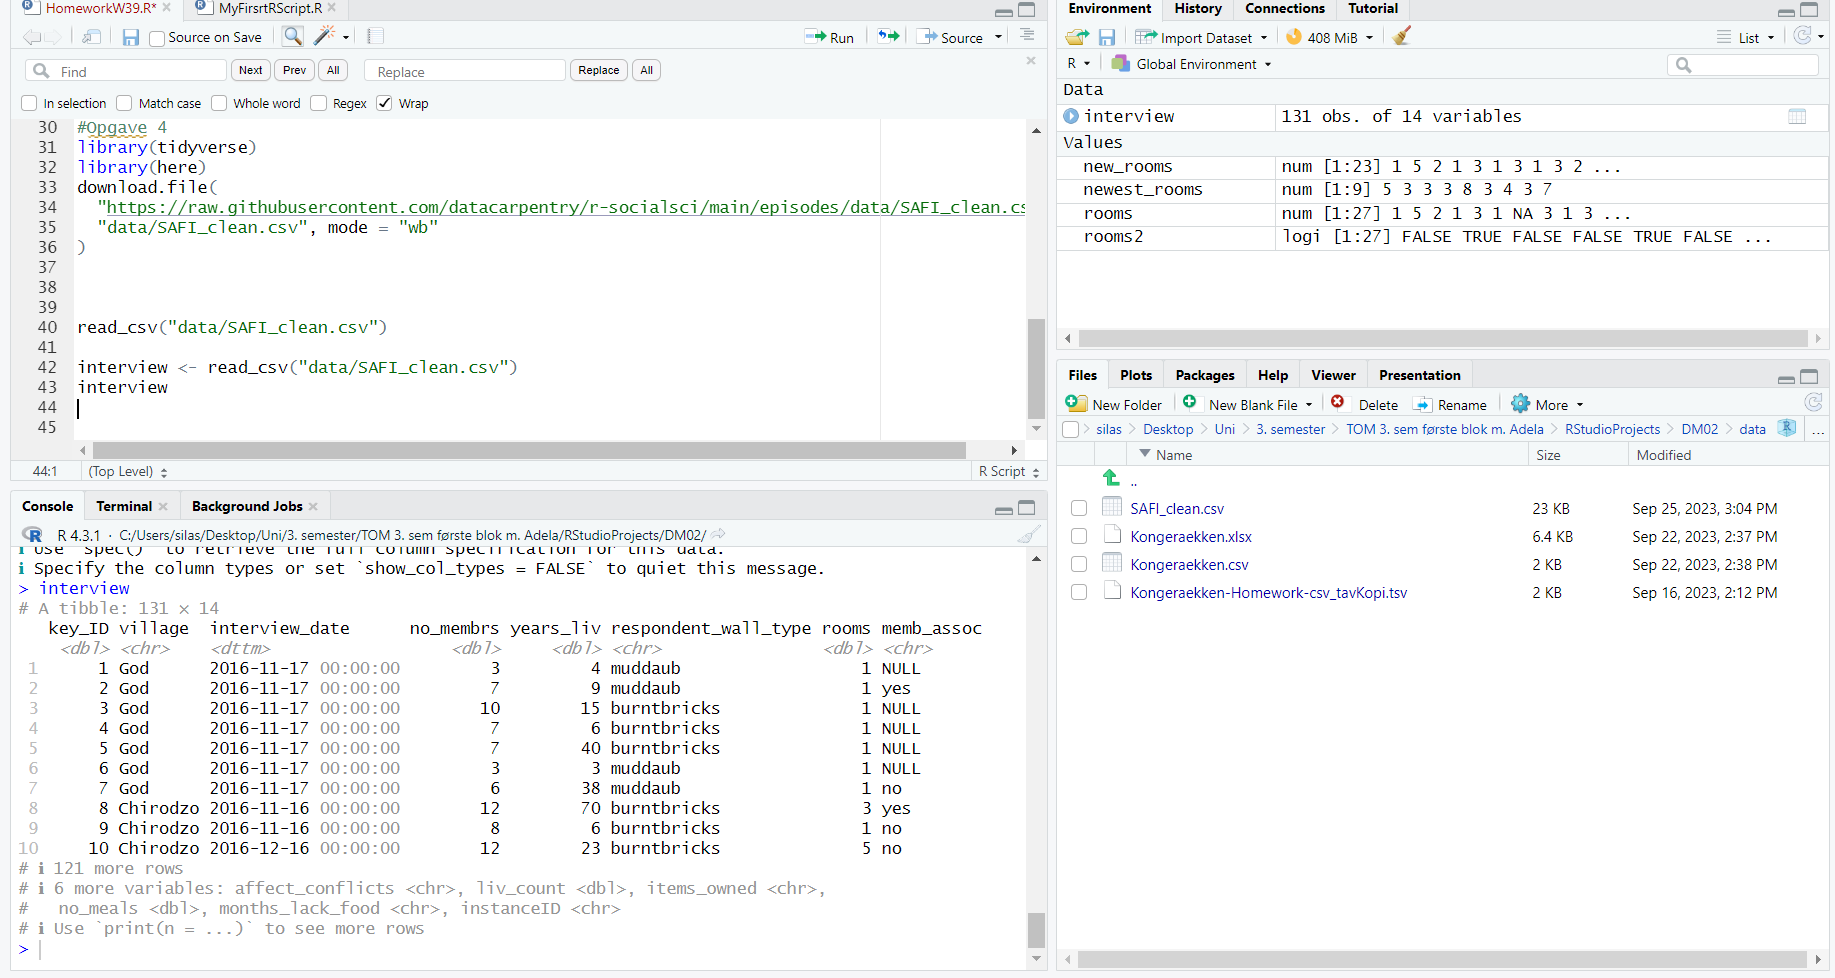 HomeworkW39.R*
MyFirsrtRScript.R
Source on Save
Run
Source
Find
Next
Prev
All
Replace
Replace
All
In selection
Match case
Whole word
Regex
Wrap
30 #Opgave 4
31 library(tidyverse)
32 library(here)
33 download.file(
34 "https://raw.githubusercontent.com/datacarpentry/r-socialsci/main/episodes/data/SAFI_clean.cs
35 "data/SAFI_clean.csv", mode = "wb"
36 )
37
38
39
40 read_csv("data/SAFI_clean.csv")
41
42 interview <- read_csv("data/SAFI_clean.csv")
43 interview
44
45
44:1 (Top Level) R Script
Console Terminal Background Jobs
R 4.3.1 · C:/Users/silas/Desktop/Uni/3. semester/TOM 3. sem første blok m. Adela/RStudioProjects/DM02/
ℹ Use `spec()` to retrieve the full column specification for this data.
ℹ Specify the column types or set `show_col_types = FALSE` to quiet this message.
> interview
# A tibble: 131 × 14
key_ID village interview_date no_membrs years_liv respondent_wall_type rooms memb_assoc
<dbl> <chr> <dttm> <dbl> <dbl> <chr> <dbl> <chr>
1 1 God 2016-11-17 00:00:00 3 4 muddaub 1 NULL
2 2 God 2016-11-17 00:00:00 7 9 muddaub 1 yes
3 3 God 2016-11-17 00:00:00 10 15 burntbricks 1 NULL
4 4 God 2016-11-17 00:00:00 7 6 burntbricks 1 NULL
5 5 God 2016-11-17 00:00:00 7 40 burntbricks 1 NULL
6 6 God 2016-11-17 00:00:00 3 3 muddaub 1 NULL
7 7 God 2016-11-17 00:00:00 6 38 muddaub 1 no
8 8 Chirodzo 2016-11-16 00:00:00 12 70 burntbricks 3 yes
9 9 Chirodzo 2016-11-16 00:00:00 8 6 burntbricks 1 no
10 10 Chirodzo 2016-12-16 00:00:00 12 23 burntbricks 5 no
# ℹ 121 more rows
# ℹ 6 more variables: affect_conflicts <chr>, liv_count <dbl>, items_owned <chr>,
# no_meals <dbl>, months_lack_food <chr>, instanceID <chr>
# ℹ Use `print(n = ...)` to see more rows
>
Environment History Connections Tutorial
Import Dataset 408 MiB List
R Global Environment
Data
interview 131 obs. of 14 variables
Values
new_rooms num [1:23] 1 5 2 1 3 1 3 1 3 2 ...
newest_rooms num [1:9] 5 3 3 3 8 3 4 3 7
rooms num [1:27] 1 5 2 1 3 1 NA 3 1 3 ...
rooms2 logi [1:27] FALSE TRUE FALSE FALSE TRUE FALSE ...
Files Plots Packages Help Viewer Presentation
New Folder New Blank File Delete Rename More
silas Desktop Uni 3. semester TOM 3. sem første blok m. Adela RStudioProjects DM02 data ...
Name Size Modified
..
SAFI_clean.csv 23 KB Sep 25, 2023, 3:04 PM
Kongeraekken.xlsx 6.4 KB Sep 22, 2023, 2:37 PM
Kongeraekken.csv 2 KB Sep 22, 2023, 2:38 PM
Kongeraekken-Homework-csv_tavKopi.tsv 2 KB Sep 16, 2023, 2:12 PM